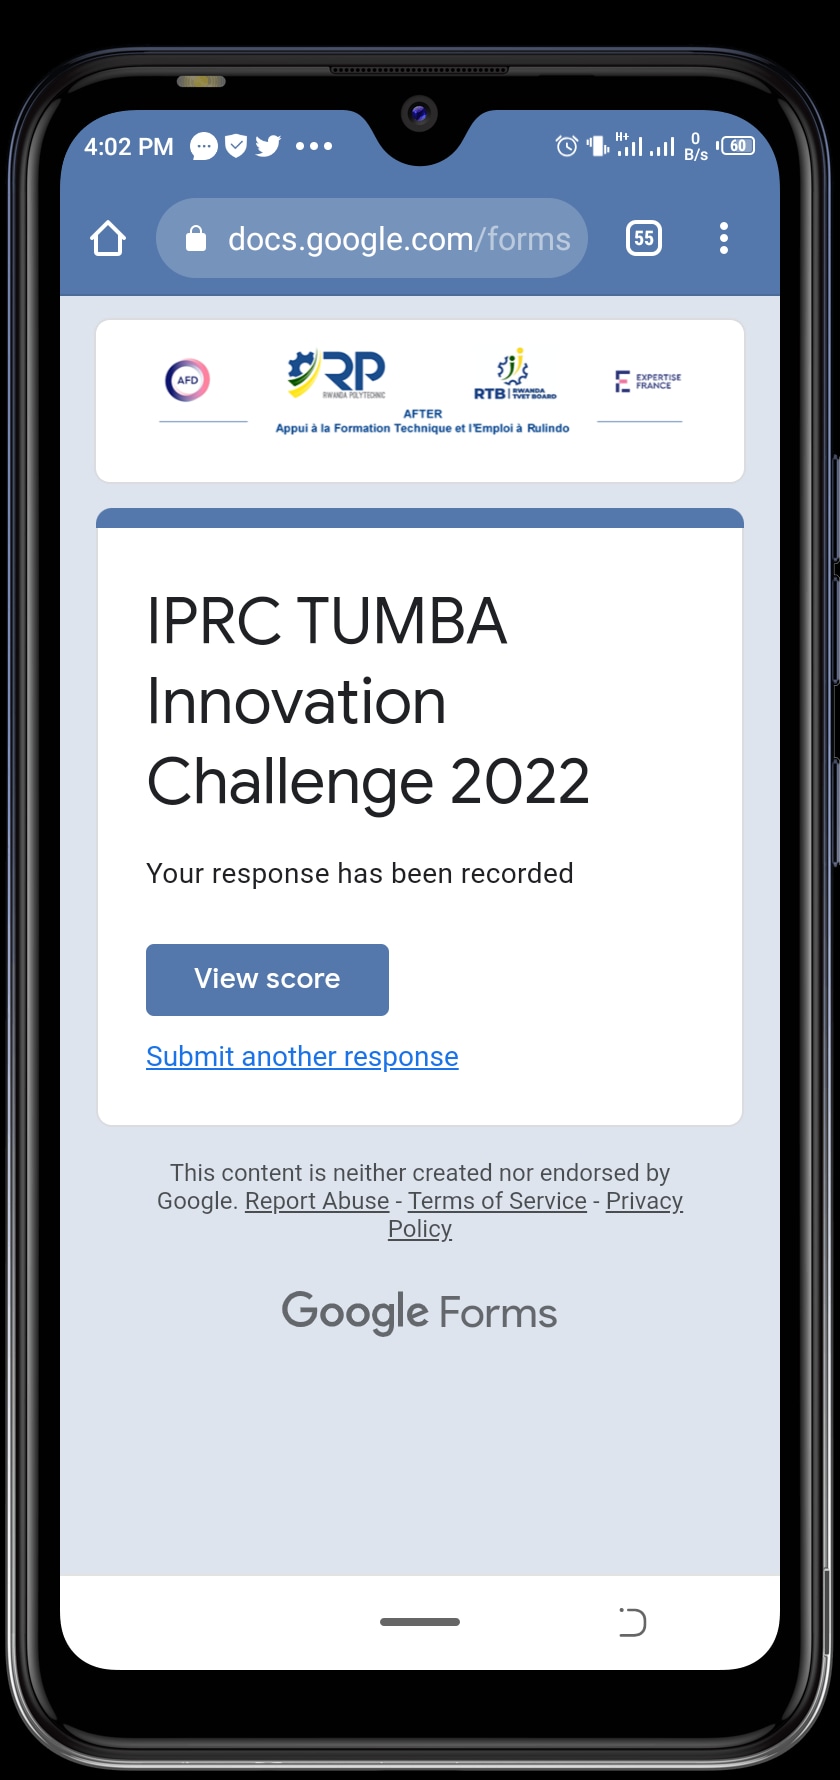 4:02 PM H+ 0 B/s 60
docs.google.com/forms 55
AFD RP RWANDA POLYTECHNIC RTB RWANDA TVET BOARD EXPERTISE FRANCE
AFTER
Appui à la Formation Technique et l'Emploi à Rulindo
IPRC TUMBA
Innovation
Challenge 2022
Your response has been recorded
View score
Submit another response
This content is neither created nor endorsed by
Google. Report Abuse - Terms of Service - Privacy
Policy
Google Forms